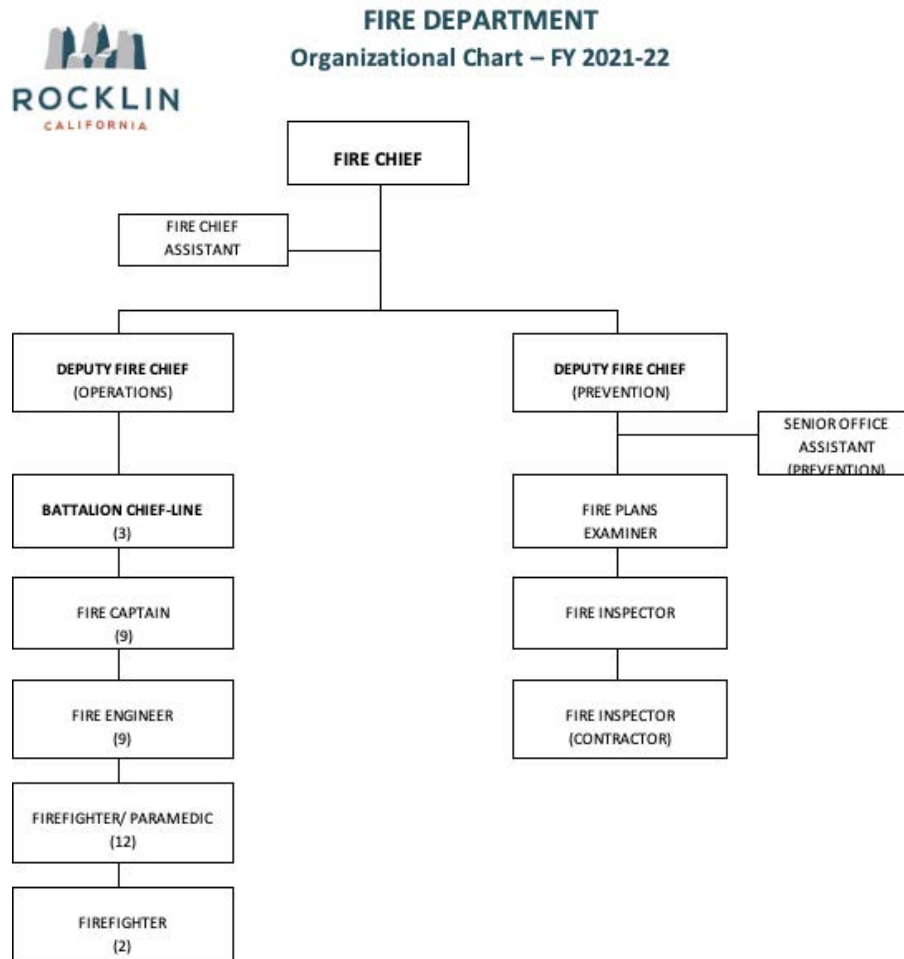 FIRE DEPARTMENT
Organizational Chart – FY 2021-22
ROCKLIN
CALIFORNIA
FIRE CHIEF
FIRE CHIEF
ASSISTANT
DEPUTY FIRE CHIEF
(OPERATIONS)
DEPUTY FIRE CHIEF
(PREVENTION)
SENIOR OFFICE
ASSISTANT
(PREVENTION)
BATTALION CHIEF-LINE
(3)
FIRE PLANS
EXAMINER
FIRE CAPTAIN
(9)
FIRE INSPECTOR
FIRE ENGINEER
(9)
FIRE INSPECTOR
(CONTRACTOR)
FIREFIGHTER/ PARAMEDIC
(12)
FIREFIGHTER
(2)